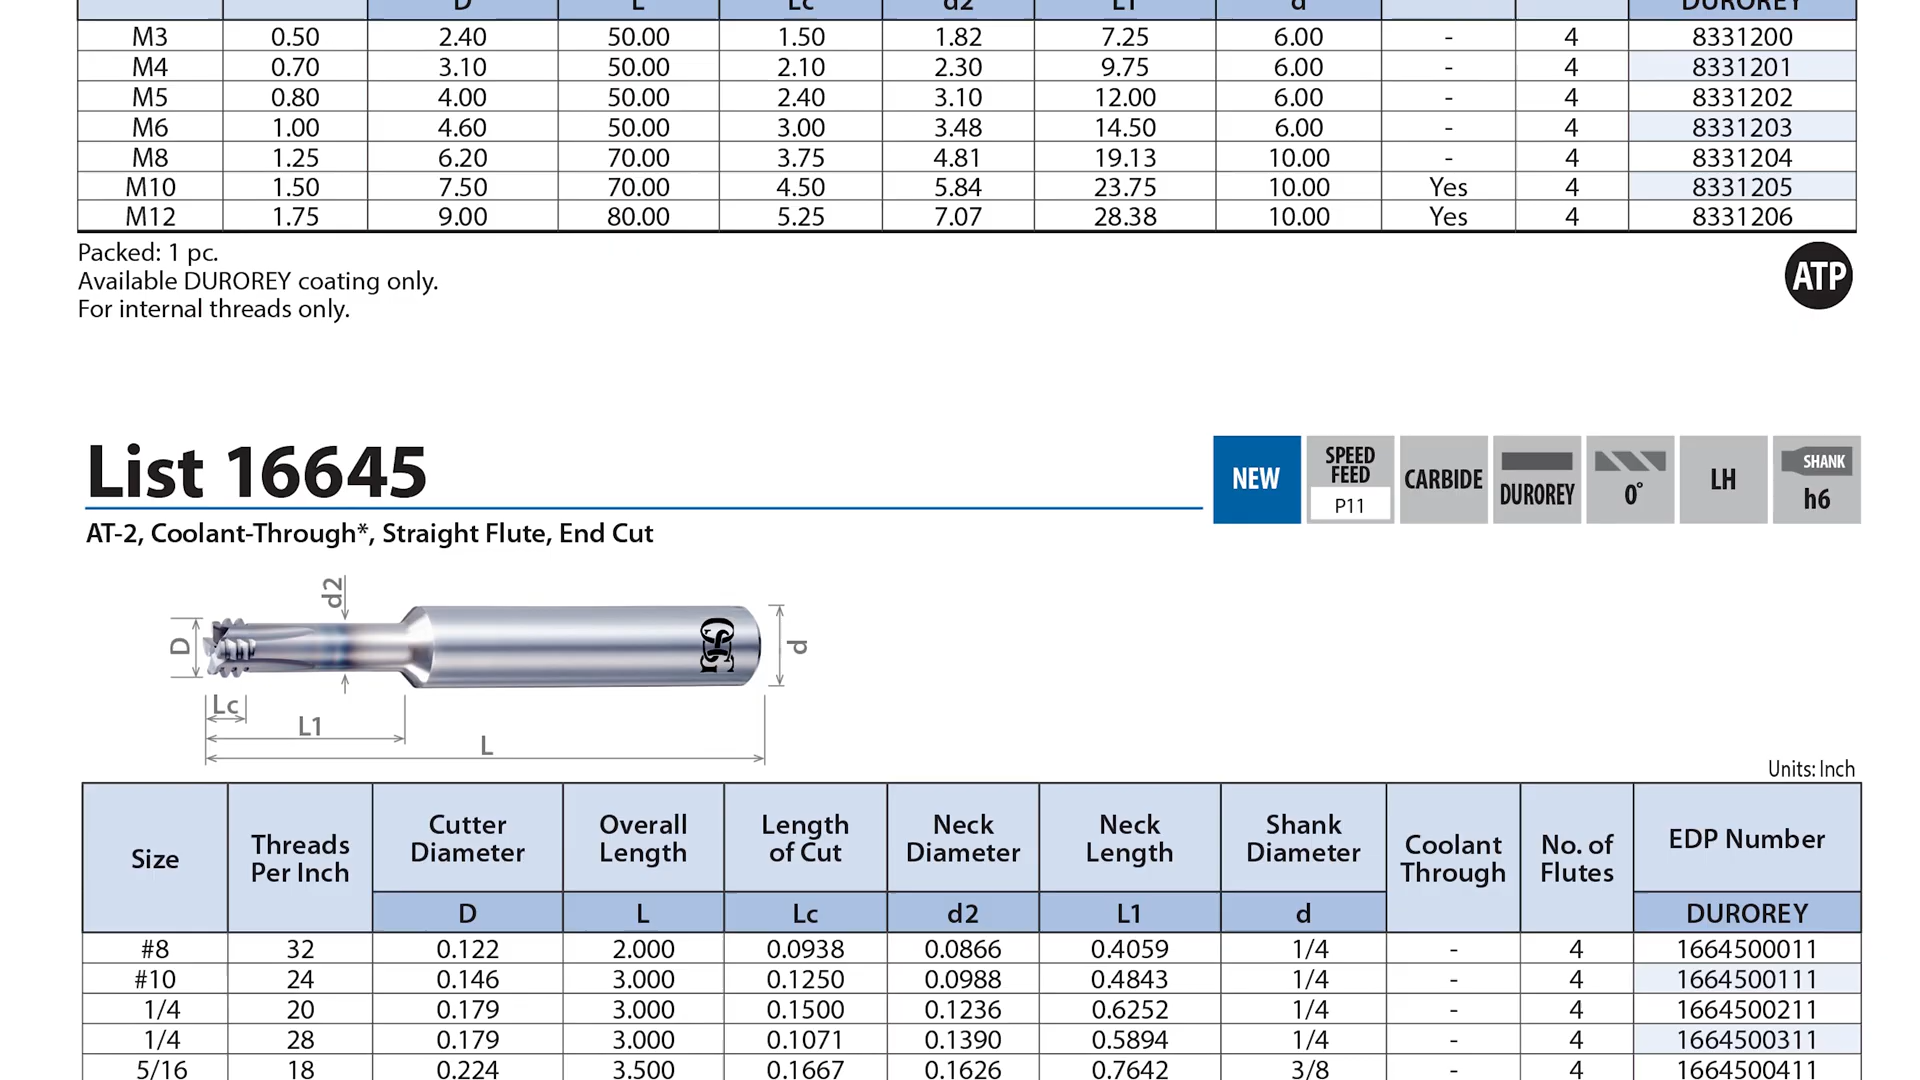 D L Lc d2 L1 d DUROREY
M3 0.50 2.40 50.00 1.50 1.82 7.25 6.00 - 4 8331200
M4 0.70 3.10 50.00 2.10 2.30 9.75 6.00 - 4 8331201
M5 0.80 4.00 50.00 2.40 3.10 12.00 6.00 - 4 8331202
M6 1.00 4.60 50.00 3.00 3.48 14.50 6.00 - 4 8331203
M8 1.25 6.20 70.00 3.75 4.81 19.13 10.00 - 4 8331204
M10 1.50 7.50 70.00 4.50 5.84 23.75 10.00 Yes 4 8331205
M12 1.75 9.00 80.00 5.25 7.07 28.38 10.00 Yes 4 8331206
Packed: 1 pc.
Available DUROREY coating only.
For internal threads only.
ATP
List 16645
NEW
SPEED
FEED
P11
CARBIDE
DUROREY
0°
LH
SHANK
h6
AT-2, Coolant-Through*, Straight Flute, End Cut
d2
D
OSG
d
Lc
L1
L
Units: Inch
Size
Threads
Per Inch
Cutter
Diameter
Overall
Length
Length
of Cut
Neck
Diameter
Neck
Length
Shank
Diameter
Coolant
Through
No. of
Flutes
EDP Number
D L Lc d2 L1 d DUROREY
#8 32 0.122 2.000 0.0938 0.0866 0.4059 1/4 - 4 1664500011
#10 24 0.146 3.000 0.1250 0.0988 0.4843 1/4 - 4 1664500111
1/4 20 0.179 3.000 0.1500 0.1236 0.6252 1/4 - 4 1664500211
1/4 28 0.179 3.000 0.1071 0.1390 0.5894 1/4 - 4 1664500311
5/16 18 0.224 3.500 0.1667 0.1626 0.7642 3/8 - 4 1664500411